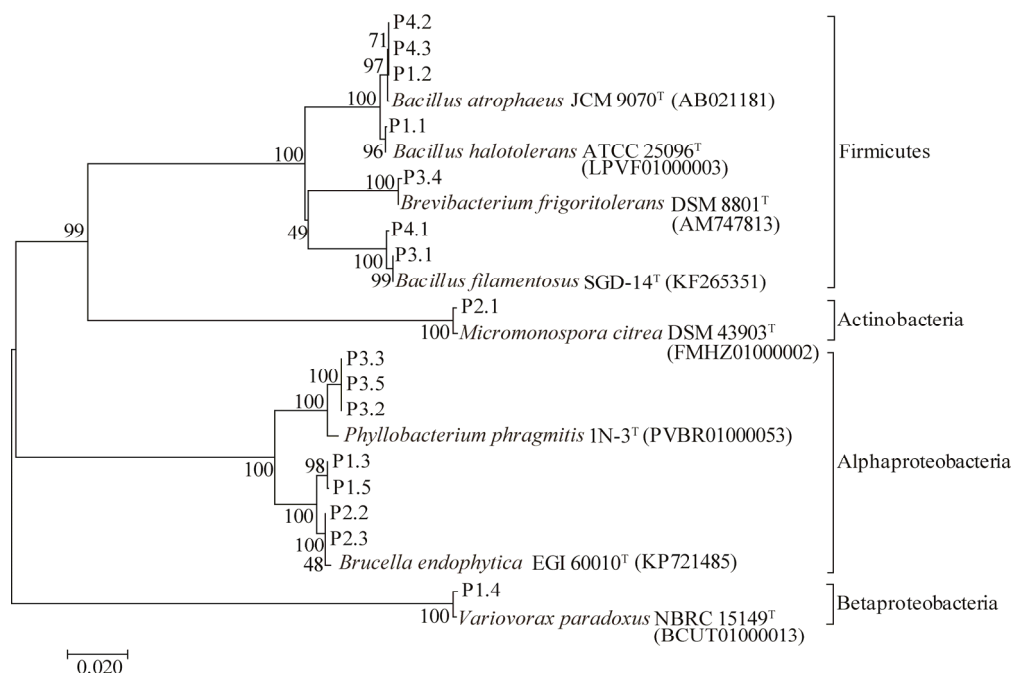 P4.2
71
P4.3
97
P1.2
100
Bacillus atrophaeus JCM 9070ᵀ (AB021181)
P1.1
96
Bacillus halotolerans ATCC 25096ᵀ
(LPVF01000003)
Firmicutes
100
P3.4
100
Brevibacterium frigoritolerans DSM 8801ᵀ
(AM747813)
49
P4.1
P3.1
100
99
Bacillus filamentosus SGD-14ᵀ (KF265351)
99
P2.1
100
Micromonospora citrea DSM 43903ᵀ
(FMHZ01000002)
Actinobacteria
P3.3
100
P3.5
100
P3.2
Phyllobacterium phragmitis 1N-3ᵀ (PVBR01000053)
Alphaproteobacteria
100
98
P1.3
P1.5
100
P2.2
P2.3
100
48
Brucella endophytica EGI 60010ᵀ (KP721485)
P1.4
100
Variovorax paradoxus NBRC 15149ᵀ
(BCUT01000013)
Betaproteobacteria
0.020